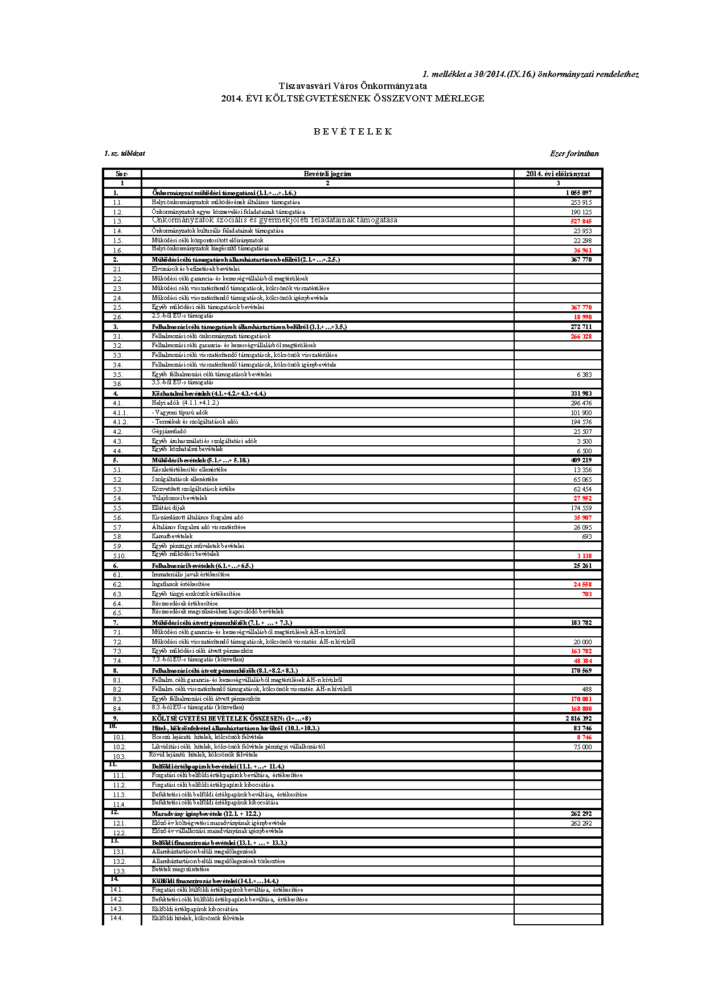 1. melléklet a 30/2014.(IX.16.) önkormányzati rendelethez
Tiszavasvári Város Önkormányzata
2014. ÉVI KÖLTSÉGVETÉSÉNEK ÖSSZEVONT MÉRLEGE
B E V É T E L E K
1. sz. táblázat Ezer forintban
Sor- Bevételi jogcím 2014. évi előirányzat
1 2 3
1. Önkormányzat működési támogatásai (1.1.+…+.1.6.) 1 055 097
1.1. Helyi önkormányzatok működésének általános támogatása 253 915
1.2. Önkormányzatok egyes köznevelési feladatainak támogatása 190 125
1.3. Önkormányzatok szociális és gyermekjóléti feladatainak támogatása 527 845
1.4. Önkormányzatok kulturális feladatainak támogatása 23 953
1.5. Működési célú központosított előirányzatok 22 298
1.6. Helyi önkormányzatok kiegészítő támogatásai 36 961
2. Működési célú támogatások államháztartáson belülről (2.1.+…+.2.5.) 367 770
2.1. Elvonások és befizetések bevételei
2.2. Működési célú garancia- és kezességvállalásból megtérülések
2.3. Működési célú visszatérítendő támogatások, kölcsönök visszatérülése
2.4. Működési célú visszatérítendő támogatások, kölcsönök igénybevétele
2.5. Egyéb működési célú támogatások bevételei 367 770
2.6. 2.5.-ből EU-s támogatás 18 990
3. Felhalmozási célú támogatások államháztartáson belülről (3.1.+…+3.5.) 272 711
3.1. Felhalmozási célú önkormányzati támogatások 266 328
3.2. Felhalmozási célú garancia- és kezességvállalásból megtérülések
3.3. Felhalmozási célú visszatérítendő támogatások, kölcsönök visszatérülése
3.4. Felhalmozási célú visszatérítendő támogatások, kölcsönök igénybevétele
3.5. Egyéb felhalmozási célú támogatások bevételei 6 383
3.6. 3.5.-ből EU-s támogatás
4. Közhatalmi bevételek (4.1.+4.2.+4.3.+4.4.) 331 983
4.1. Helyi adók (4.1.1.+4.1.2.) 296 476
4.1.1. - Vagyoni típusú adók 101 900
4.1.2. - Termékek és szolgáltatások adói 194 576
4.2. Gépjárműadó 25 507
4.3. Egyéb áruhasználati és szolgáltatási adók 3 500
4.4. Egyéb közhatalmi bevételek 6 500
5. Működési bevételek (5.1.+…+ 5.10.) 409 219
5.1. Készletértékesítés ellenértéke 13 356
5.2. Szolgáltatások ellenértéke 65 065
5.3. Közvetített szolgáltatások értéke 62 454
5.4. Tulajdonosi bevételek 27 952
5.5. Ellátási díjak 174 559
5.6. Kiszámlázott általános forgalmi adó 35 907
5.7. Általános forgalmi adó visszatérítése 26 095
5.8. Kamatbevételek 693
5.9. Egyéb pénzügyi műveletek bevételei
5.10. Egyéb működési bevételek 3 138
6. Felhalmozási bevételek (6.1.+…+6.5.) 25 261
6.1. Immateriális javak értékesítése
6.2. Ingatlanok értékesítése 24 558
6.3. Egyéb tárgyi eszközök értékesítése 703
6.4. Részesedések értékesítése
6.5. Részesedések megszűnéséhez kapcsolódó bevételek
7. Működési célú átvett pénzeszközök (7.1. + … + 7.3.) 183 782
7.1. Működési célú garancia- és kezességvállalásból megtérülések ÁH-n kívülről
7.2. Működési célú visszatérítendő támogatások, kölcsönök visszatér. ÁH-n kívülről 20 000
7.3. Egyéb működési célú átvett pénzeszköz 163 782
7.4. 7.3.-ból EU-s támogatás (közvetlen) 48 384
8. Felhalmozási célú átvett pénzeszközök (8.1.+8.2.+8.3.) 170 569
8.1. Felhalm. célú garancia- és kezességvállalásból megtérülések ÁH-n kívülről
8.2. Felhalm. célú visszatérítendő támogatások, kölcsönök visszatér. ÁH-n kívülről 488
8.3. Egyéb felhalmozási célú átvett pénzeszköz 170 081
8.4. 8.3.-ból EU-s támogatás (közvetlen) 168 800
9. KÖLTSÉGVETÉSI BEVÉTELEK ÖSSZESEN: (1+…+8) 2 816 392
10. Hitel-, kölcsönfelvétel államháztartáson kívülről (10.1.+10.3.) 83 746
10.1. Hosszú lejáratú hitelek, kölcsönök felvétele 8 746
10.2. Likviditási célú hitelek, kölcsönök felvétele pénzügyi vállalkozástól 75 000
10.3. Rövid lejáratú hitelek, kölcsönök felvétele
11. Belföldi értékpapírok bevételei (11.1. +…+ 11.4.)
11.1. Forgatási célú belföldi értékpapírok beváltása, értékesítése
11.2. Forgatási célú belföldi értékpapírok kibocsátása
11.3. Befektetési célú belföldi értékpapírok beváltása, értékesítése
11.4. Befektetési célú belföldi értékpapírok kibocsátása
12. Maradvány igénybevétele (12.1. + 12.2.) 262 292
12.1. Előző év költségvetési maradványának igénybevétele 262 292
12.2. Előző év vállalkozási maradványának igénybevétele
13. Belföldi finanszírozás bevételei (13.1. + … + 13.3.)
13.1. Államháztartáson belüli megelőlegezések
13.2. Államháztartáson belüli megelőlegezések törlesztése
13.3. Betétek megszüntetése
14. Külföldi finanszírozás bevételei (14.1.+…14.4.)
14.1. Forgatási célú külföldi értékpapírok beváltása, értékesítése
14.2. Befektetési célú külföldi értékpapírok beváltása, értékesítése
14.3. Külföldi értékpapírok kibocsátása
14.4. Külföldi hitelek, kölcsönök felvétele